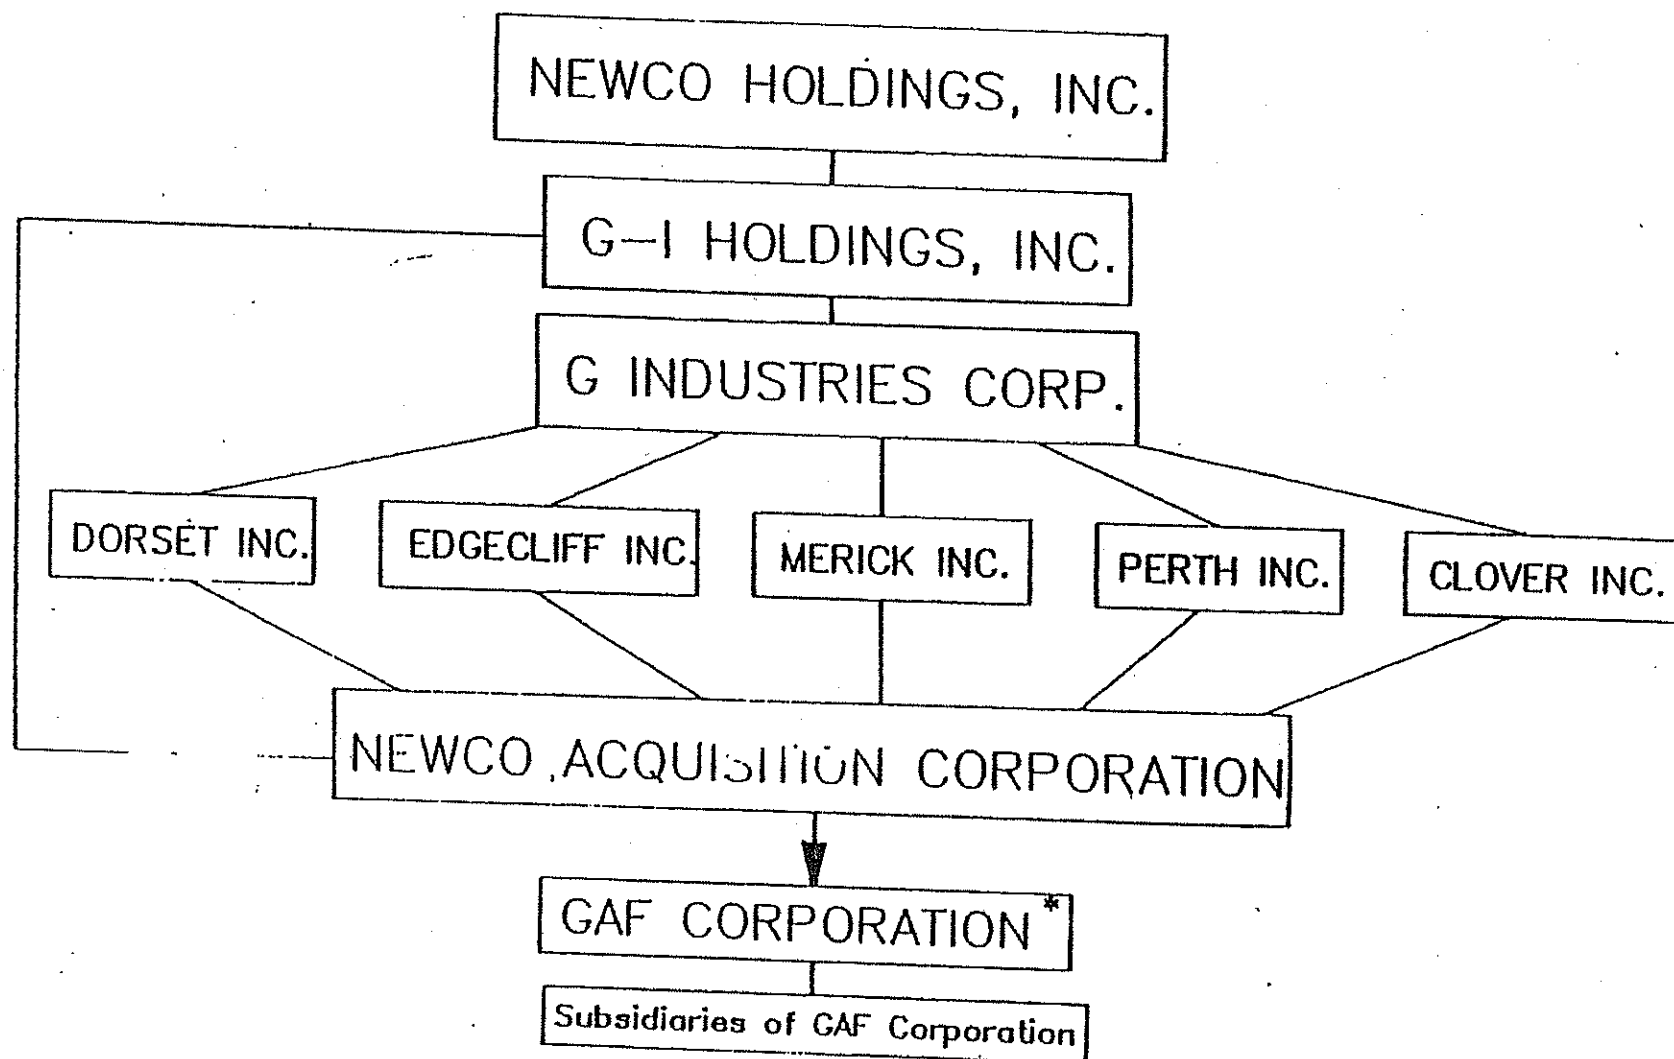 NEWCO HOLDINGS, INC.
G-I HOLDINGS, INC.
G INDUSTRIES CORP.
DORSET INC.
EDGECLIFF INC.
MERICK INC.
PERTH INC.
CLOVER INC.
NEWCO ACQUISITION CORPORATION
GAF CORPORATION*
Subsidiaries of GAF Corporation